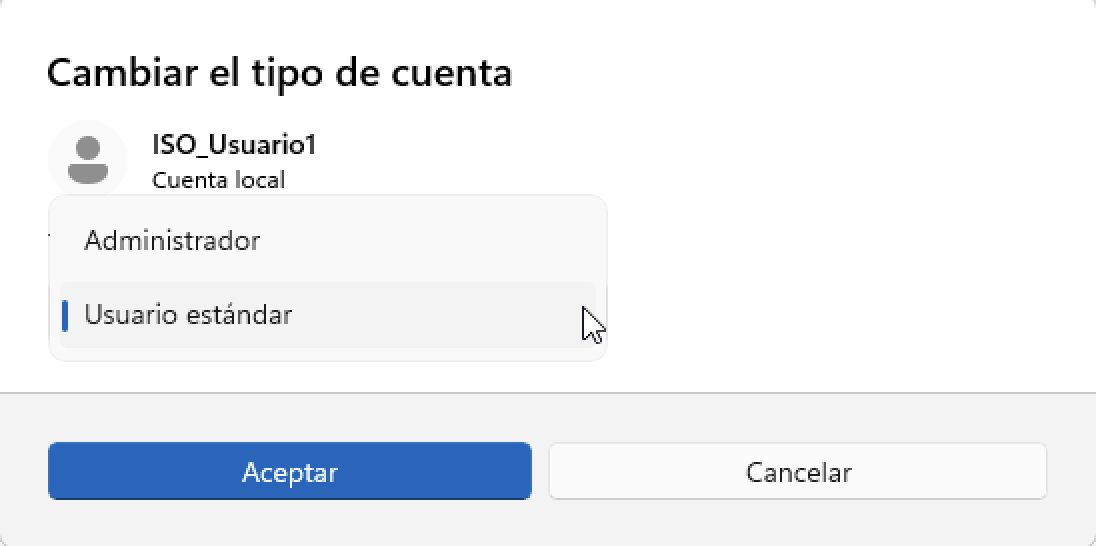 Cambiar el tipo de cuenta
ISO_Usuario1
Cuenta local
Administrador
Usuario estándar
Aceptar
Cancelar